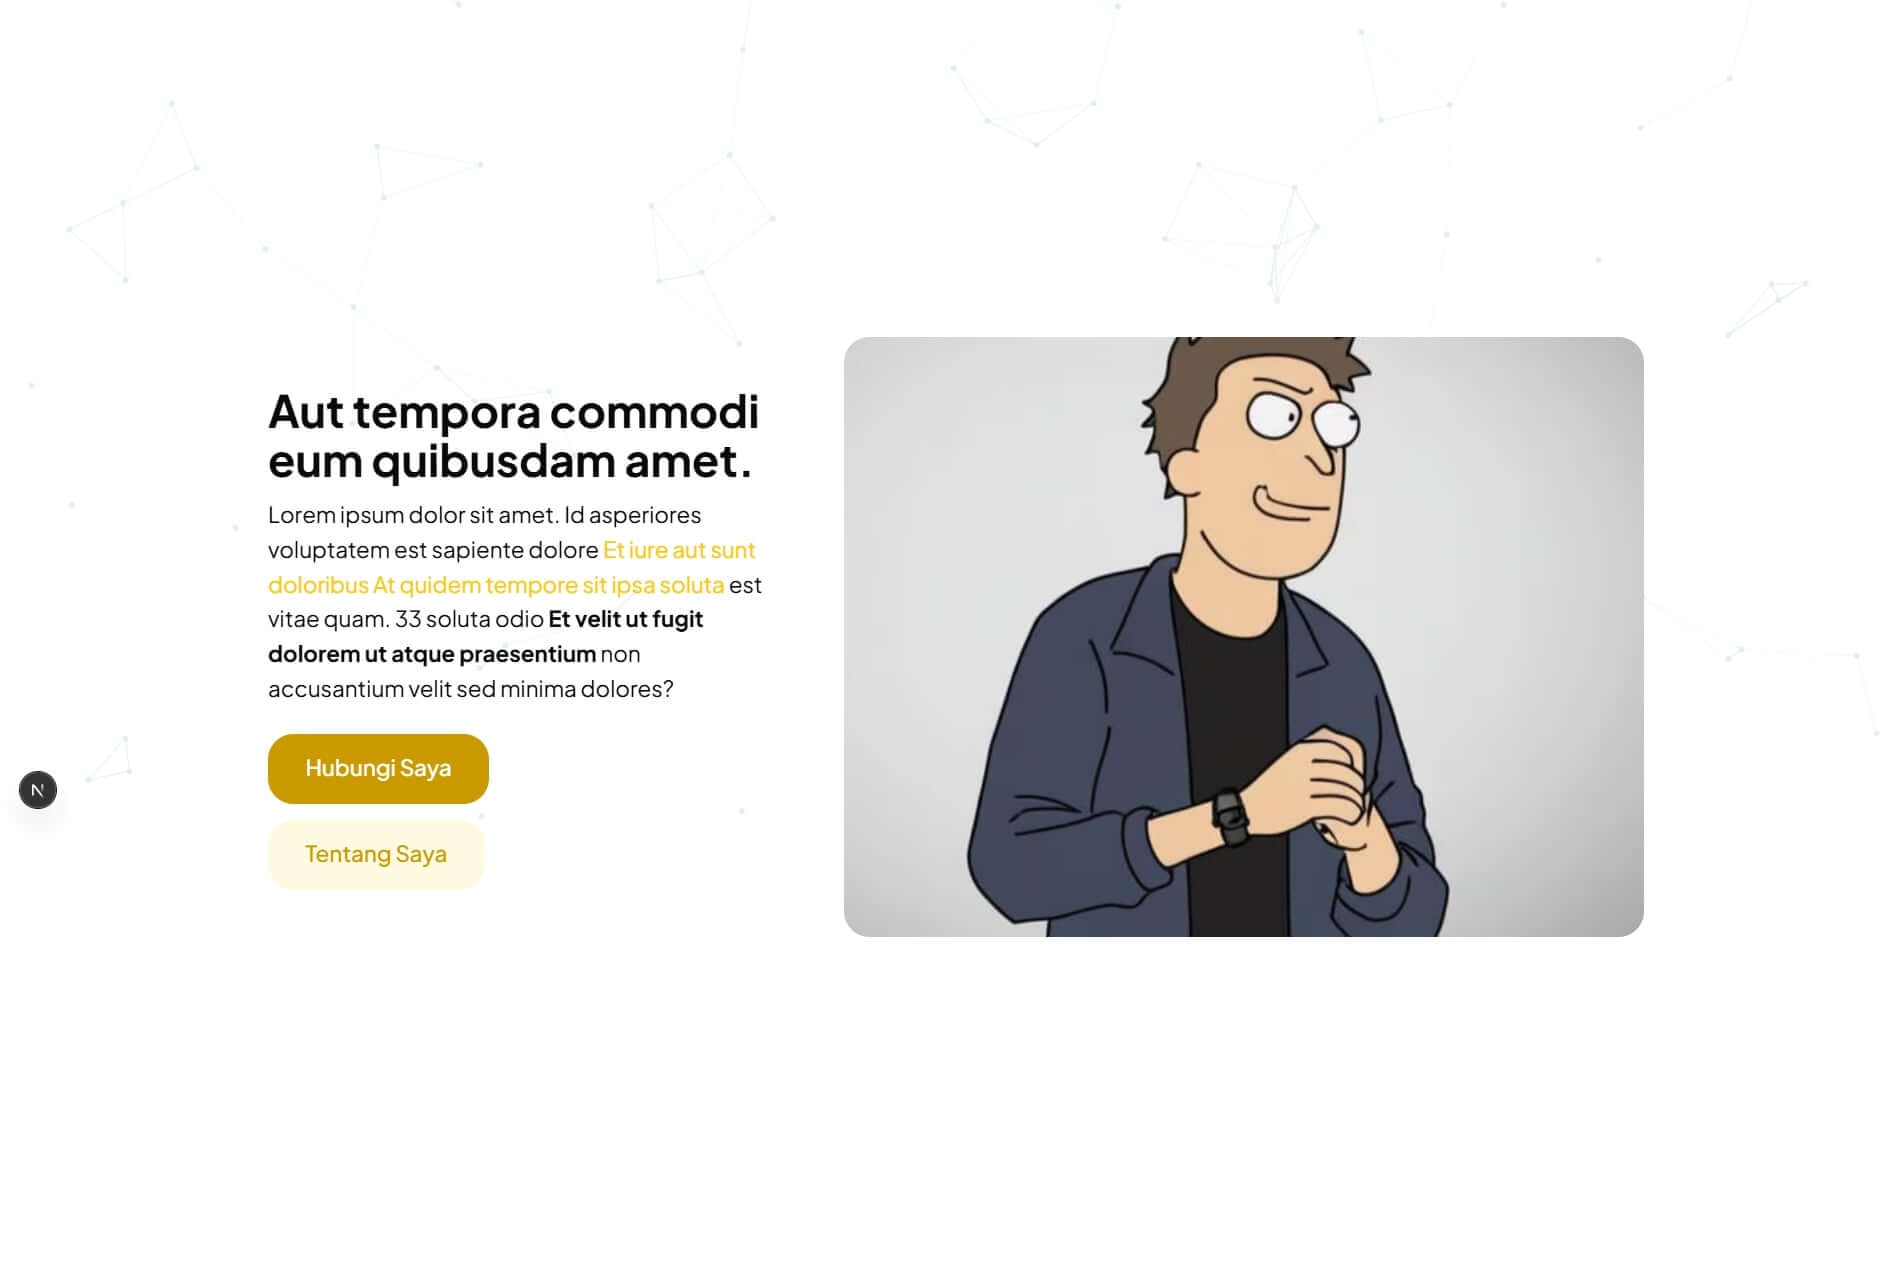 Aut tempora commodi
eum quibusdam amet.
Lorem ipsum dolor sit amet. Id asperiores
voluptatem est sapiente dolore Et iure aut sunt
doloribus At quidem tempore sit ipsa soluta est
vitae quam. 33 soluta odio Et velit ut fugit
dolorem ut atque praesentium non
accusantium velit sed minima dolores?
Hubungi Saya
N
Tentang Saya